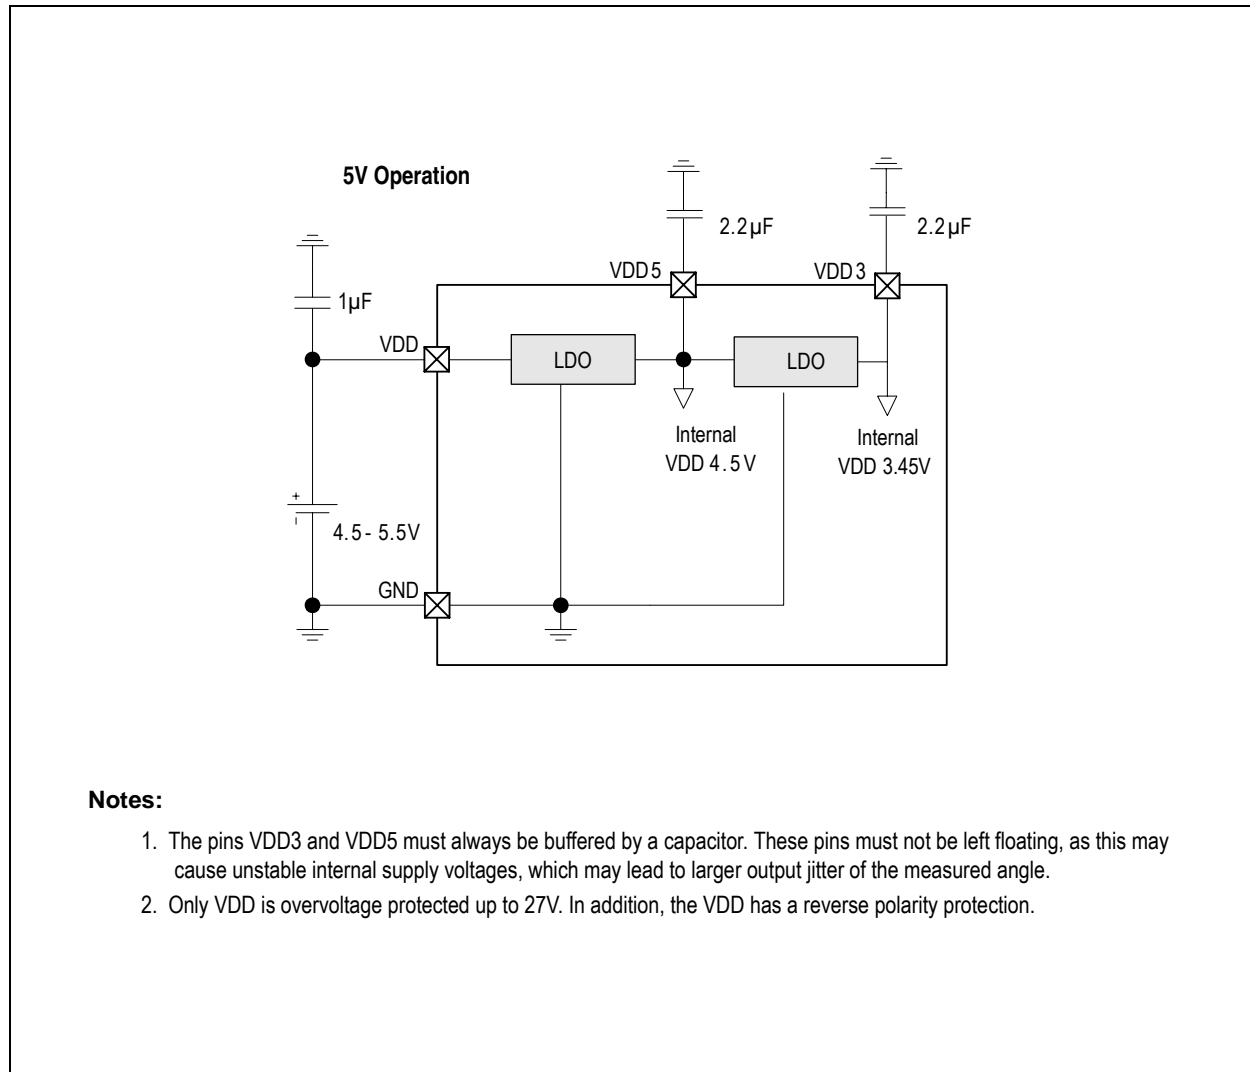 5V Operation
2.2µF
2.2µF
VDD5
VDD3
1µF
VDD
LDO
LDO
Internal
VDD 4.5V
Internal
VDD 3.45V
+
-
4.5- 5.5V
GND
Notes:
1. The pins VDD3 and VDD5 must always be buffered by a capacitor. These pins must not be left floating, as this may
cause unstable internal supply voltages, which may lead to larger output jitter of the measured angle.
2. Only VDD is overvoltage protected up to 27V. In addition, the VDD has a reverse polarity protection.